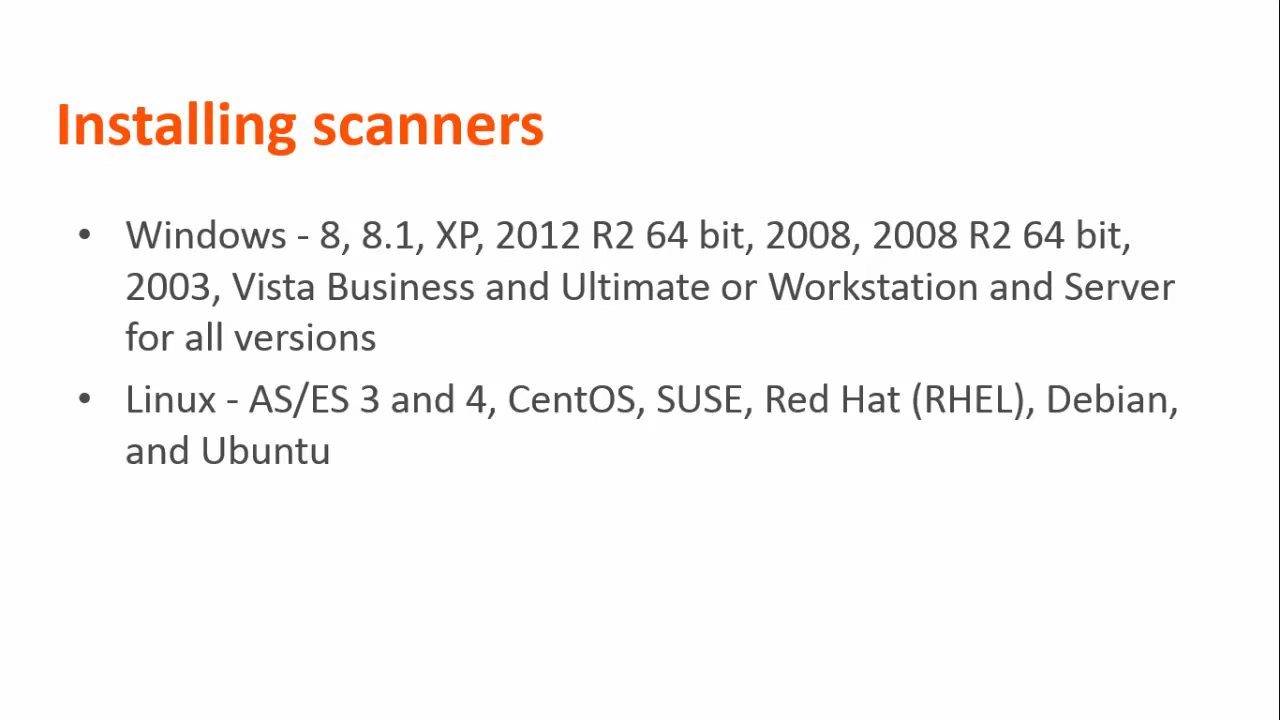 Installing scanners
• Windows - 8, 8.1, XP, 2012 R2 64 bit, 2008, 2008 R2 64 bit,
2003, Vista Business and Ultimate or Workstation and Server
for all versions
• Linux - AS/ES 3 and 4, CentOS, SUSE, Red Hat (RHEL), Debian,
and Ubuntu